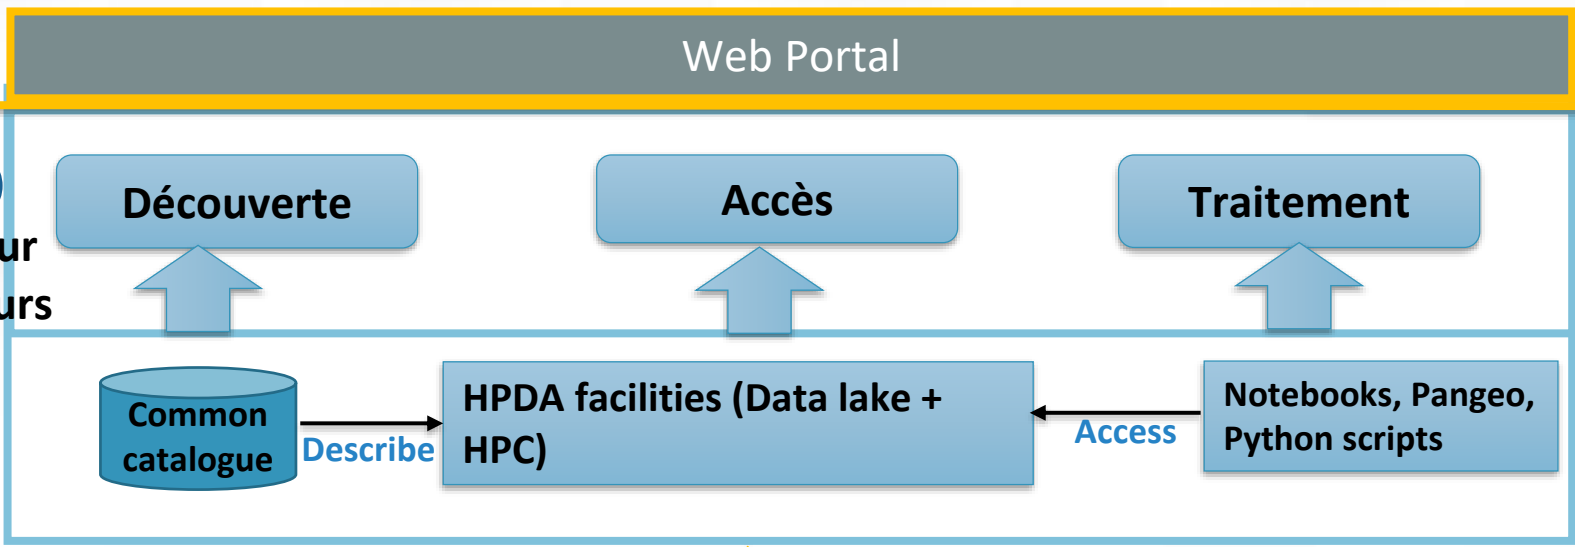 Web Portal
)
ur
urs
Découverte
Accès
Traitement
Common
catalogue
Describe
HPDA facilities (Data lake +
HPC)
Access
Notebooks, Pangeo,
Python scripts